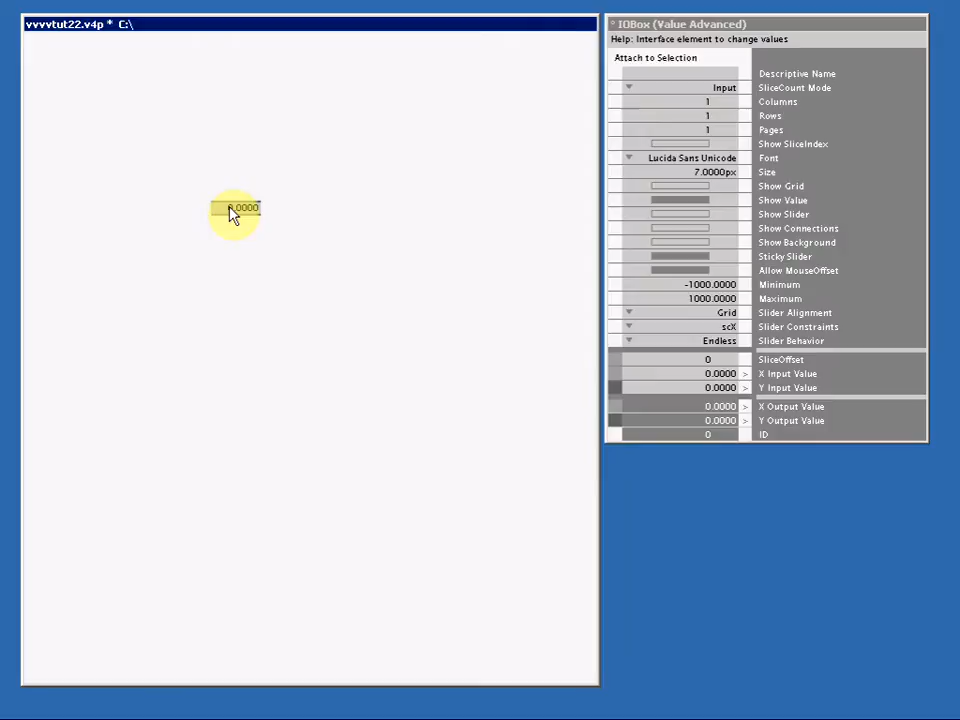 vvvvtut22.v4p * C:\
0.0000
° IOBox (Value Advanced)
Help: Interface element to change values
Attach to Selection
Descriptive Name
Input SliceCount Mode
1 Columns
1 Rows
1 Pages
Show SliceIndex
Lucida Sans Unicode Font
7.0000px Size
Show Grid
Show Value
Show Slider
Show Connections
Show Background
Sticky Slider
Allow MouseOffset
-1000.0000 Minimum
1000.0000 Maximum
Grid Slider Alignment
scX Slider Constraints
Endless Slider Behavior
0 SliceOffset
0.0000 > X Input Value
0.0000 > Y Input Value
0.0000 > X Output Value
0.0000 > Y Output Value
0 ID